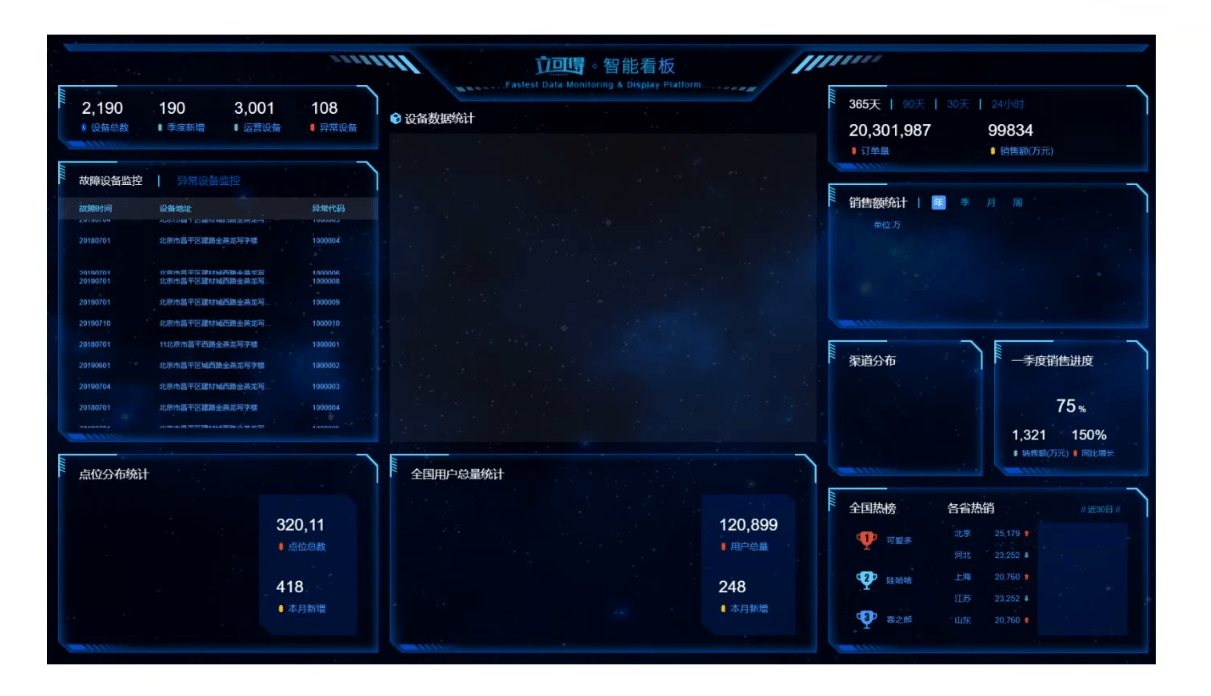 立可得 · 智能看板
Fastest Data Monitoring & Display Platform
2,190 190 3,001 108
设备总数 季度新增 运营设备 异常设备
故障设备监控 异常设备监控
故障时间 设备地址 异常代码
20180701 北京市昌平区建路金燕龙写字楼 1000004
20190701 北京市昌平区建材城西路金燕龙写... 1000008
20190701 北京市昌平区建材城西路金燕龙写... 1000009
20190710 北京市昌平区建材城西路金燕龙写... 1000010
20180701 11北京市昌平西路金燕龙写字楼 1000001
20190601 北京市昌平区城西路金燕龙写字楼 1000002
20190704 北京市昌平区建材城西路金燕龙写... 1000003
20180701 北京市昌平区建路金燕龙写字楼 1000004
点位分布统计
320,11
点位总数
418
本月新增
设备数据统计
全国用户总量统计
120,899
用户总量
248
本月新增
365天 90天 30天 24小时
20,301,987 99834
订单量 销售额(万元)
销售额统计 年 季 月 周
单位:万
渠道分布
一季度销售进度
75%
1,321 150%
销售额(万元) 同比增长
全国热榜 各省热销 // 近30日 //
1 可爱多
2 娃哈哈
3 喜之郎
北京 25,179
河北 23,252
上海 20,760
江苏 23,252
山东 20,760